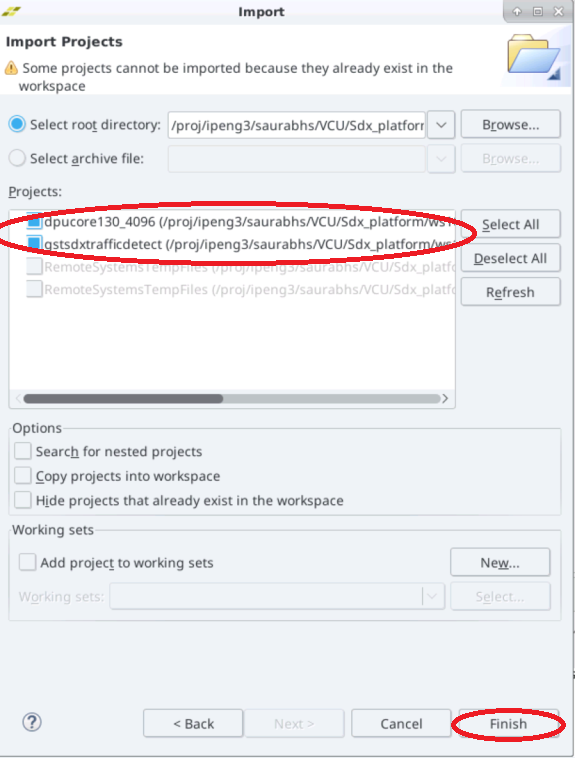 Import
Import Projects
Some projects cannot be imported because they already exist in the
workspace
Select root directory: /proj/ipeng3/saurabhs/VCU/Sdx_platforr Browse...
Select archive file: Browse...
Projects:
dpucore130_4096 (/proj/ipeng3/saurabhs/VCU/Sdx_platform/ws
gstsdxtrafficdetect (/proj/ipeng3/saurabhs/VCU/Sdx_platform/ws
RemoteSystemsTempFiles (/proj/ipeng3/saurabhs/VCU/Sdx_platfo
RemoteSystemsTempFiles (/proj/ipeng3/saurabhs/VCU/Sdx_platfo
Select All
Deselect All
Refresh
Options
Search for nested projects
Copy projects into workspace
Hide projects that already exist in the workspace
Working sets
Add project to working sets New...
Working sets: Select...
? < Back Next > Cancel Finish